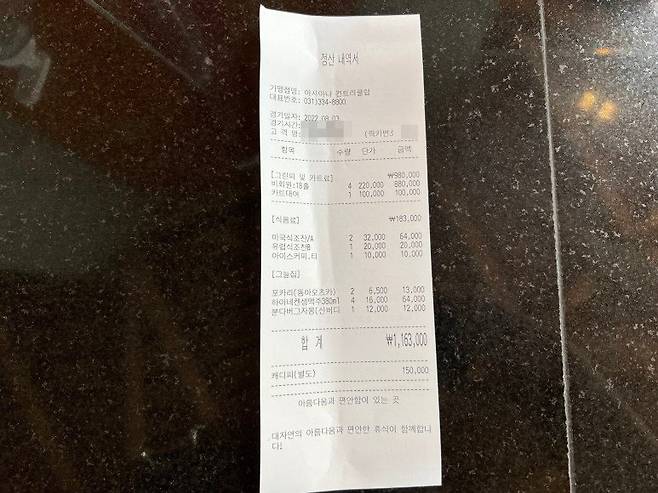 정산 내역서
가맹점명: 아시아나 컨트리클럽
대표번호: 031)334-8800
경기일자: 2022.08.03
경기시간:
고 객 명: (락카번호
항목 수량 단가 금액
[그린피 및 카트료] ₩980,000
비회원:18홀 4 220,000 880,000
카트대여 1 100,000 100,000
[식음료] ₩183,000
미국식조찬/A 2 32,000 64,000
유럽식조찬B 1 20,000 20,000
아이스커피.티 1 10,000 10,000
[그늘집]
포카리(동아오츠카) 2 6,500 13,000
하이네켄생맥주380ml 4 16,000 64,000
분다버그자몽(신버디 1 12,000 12,000
합 계 ₩1,163,000
캐디피(별도) 150,000
아름다움과 편안함이 있는 곳
대자연의 아름다움과 편안한 휴식이 함께합니
다!